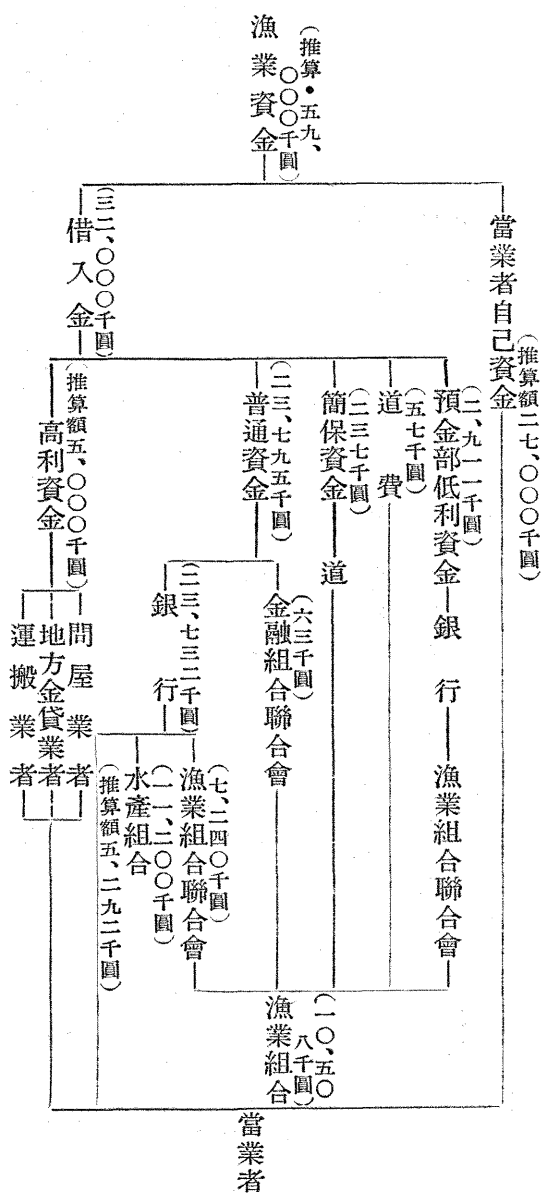 漁業資金
(推算・五九、
〇〇〇千圓)
當業者自己資金
(推算額二七、〇〇〇千圓)
借入金
(三二、〇〇〇千圓)
預金部低利資金
(二、九一一千圓)
銀行
漁業組合聯合會
道費
(五七千圓)
簡保資金
(二三七千圓)
道
普通資金
(二三、七九五千圓)
金融組合聯合會
(六三千圓)
銀行
(二三、七三二千圓)
漁業組合聯合會
(七、二四〇千圓)
水產組合
(一一、二〇〇千圓)
(推算額五、二九二千圓)
高利資金
(推算額五、〇〇〇千圓)
問屋業者
地方金貸業者
運搬業者
漁業組合
(一〇、五〇
八千圓)
當業者